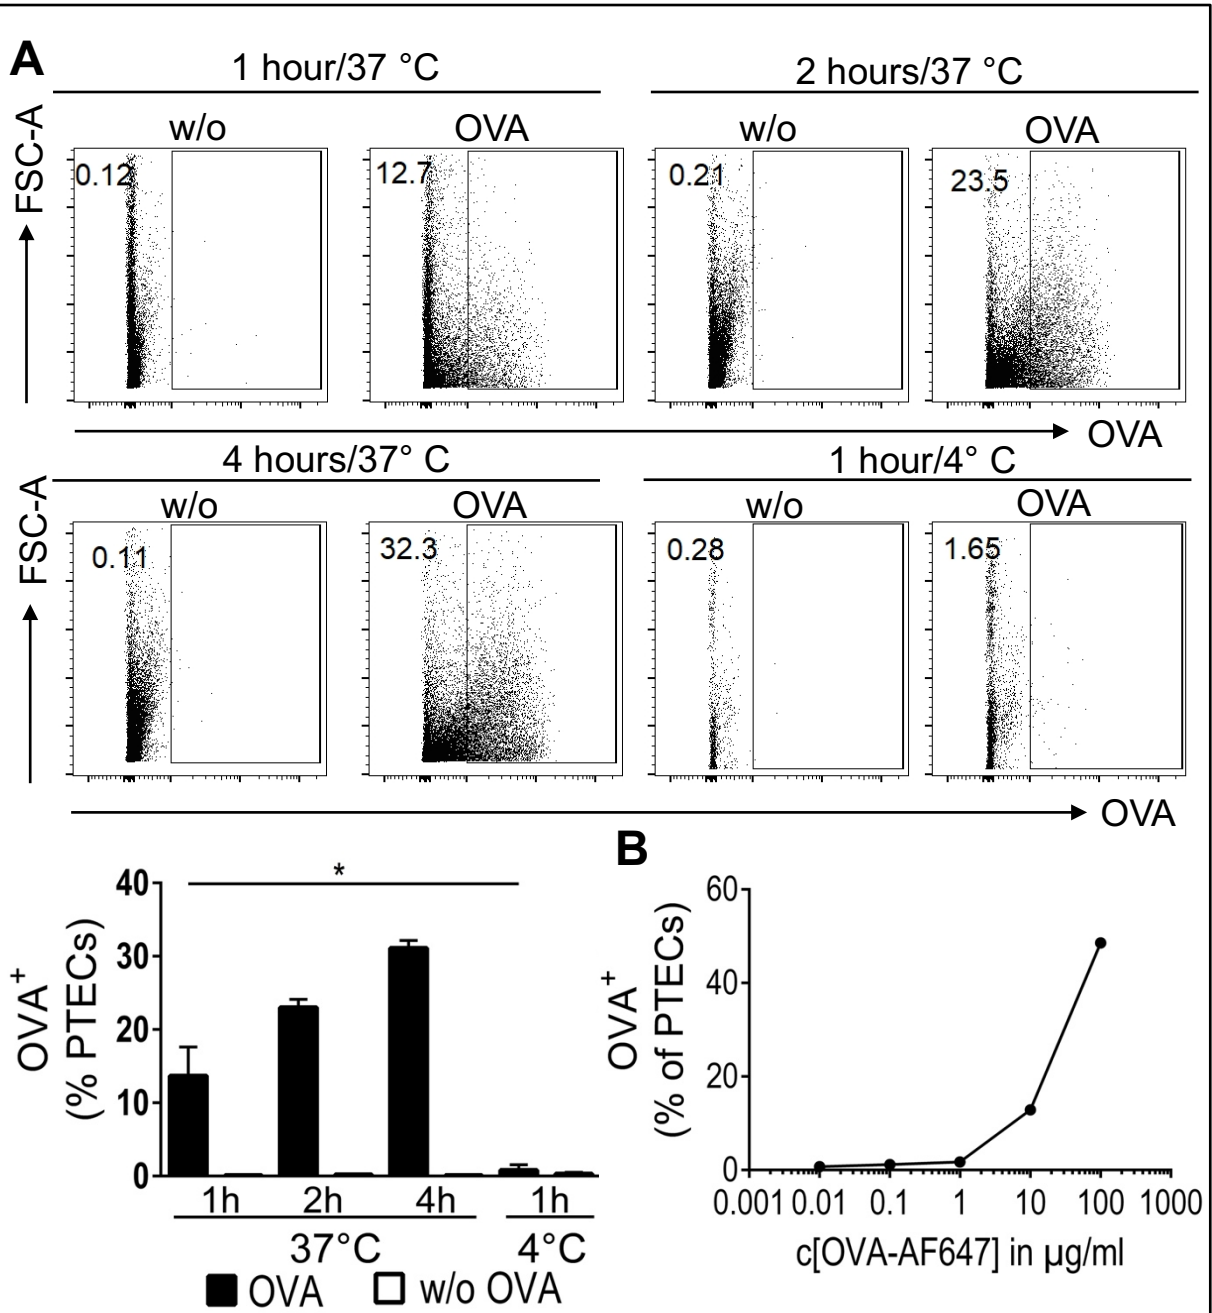 A
1 hour/37 °C
2 hours/37 °C
FSC-A
w/o
OVA
w/o
OVA
0.12
12.7
0.21
23.5
OVA
4 hours/37° C
1 hour/4° C
FSC-A
w/o
OVA
w/o
OVA
0.11
32.3
0.28
1.65
OVA
OVA+
(% PTECs)
40
30
20
10
0
*
1h
2h
4h
1h
37°C
4°C
OVA
w/o OVA
B
OVA+
(% of PTECs)
60
40
20
0
0.001 0.01 0.1 1 10 100 1000
c[OVA-AF647] in µg/ml